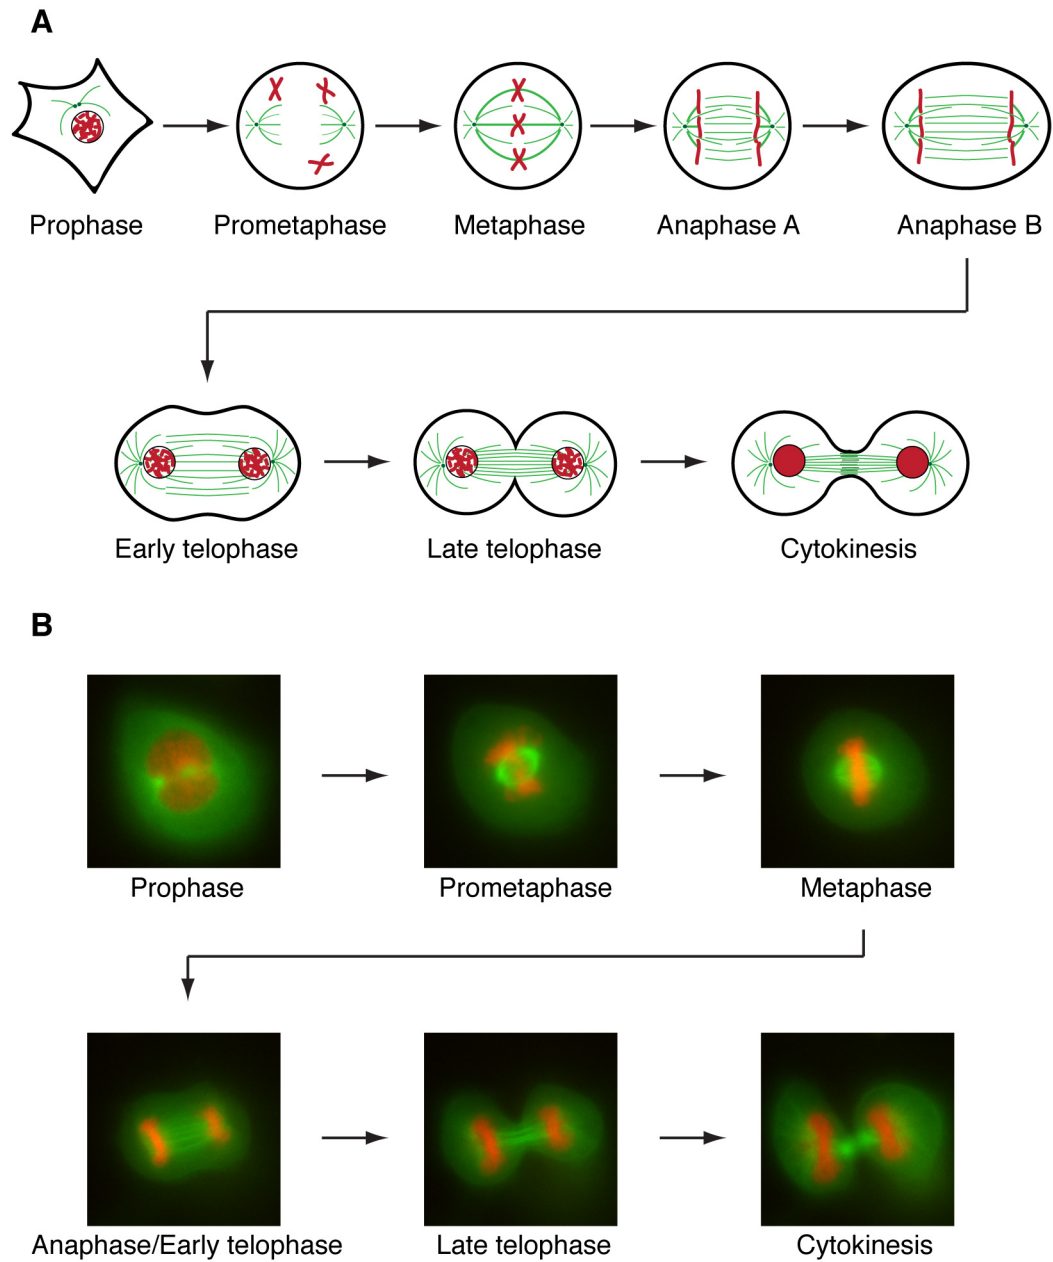 A
Prophase
Prometaphase
Metaphase
Anaphase A
Anaphase B
Early telophase
Late telophase
Cytokinesis
B
Prophase
Prometaphase
Metaphase
Anaphase/Early telophase
Late telophase
Cytokinesis